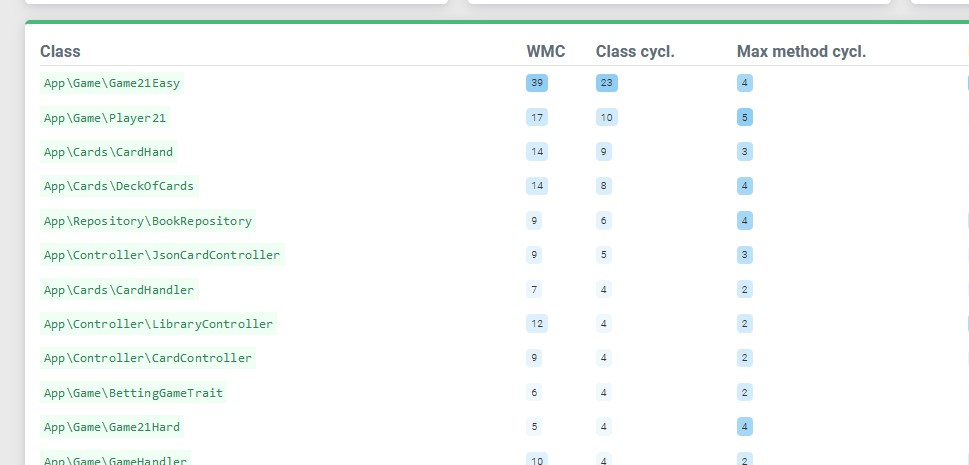 Class WMC Class cycl. Max method cycl.
App\Game\Game21Easy 39 23 4
App\Game\Player21 17 10 5
App\Cards\CardHand 14 9 3
App\Cards\DeckOfCards 14 8 4
App\Repository\BookRepository 9 6 4
App\Controller\JsonCardController 9 5 3
App\Cards\CardHandler 7 4 2
App\Controller\LibraryController 12 4 2
App\Controller\CardController 9 4 2
App\Game\BettingGameTrait 6 4 2
App\Game\Game21Hard 5 4 4
App\Game\GameHandler 10 4 2